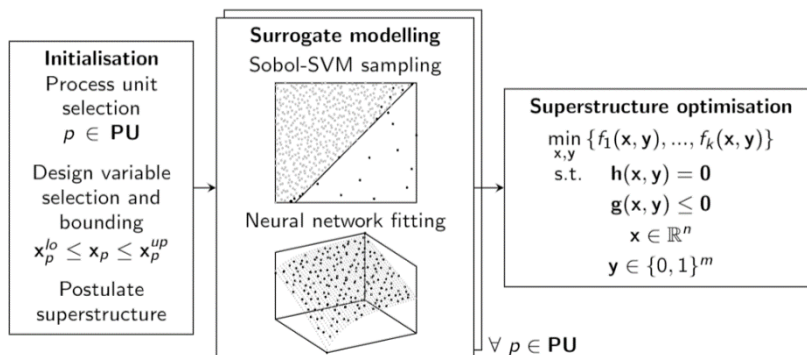 Initialisation
Process unit
selection
p ∈ PU
Design variable
selection and
bounding
x_p^{lo} ≤ x_p ≤ x_p^{up}
Postulate
superstructure
Surrogate modelling
Sobol-SVM sampling
Neural network fitting
∀ p ∈ PU
Superstructure optimisation
min {f_1(x, y), ..., f_k(x, y)}
x,y
s.t. h(x, y) = 0
g(x, y) ≤ 0
x ∈ ℝ^n
y ∈ {0, 1}^m